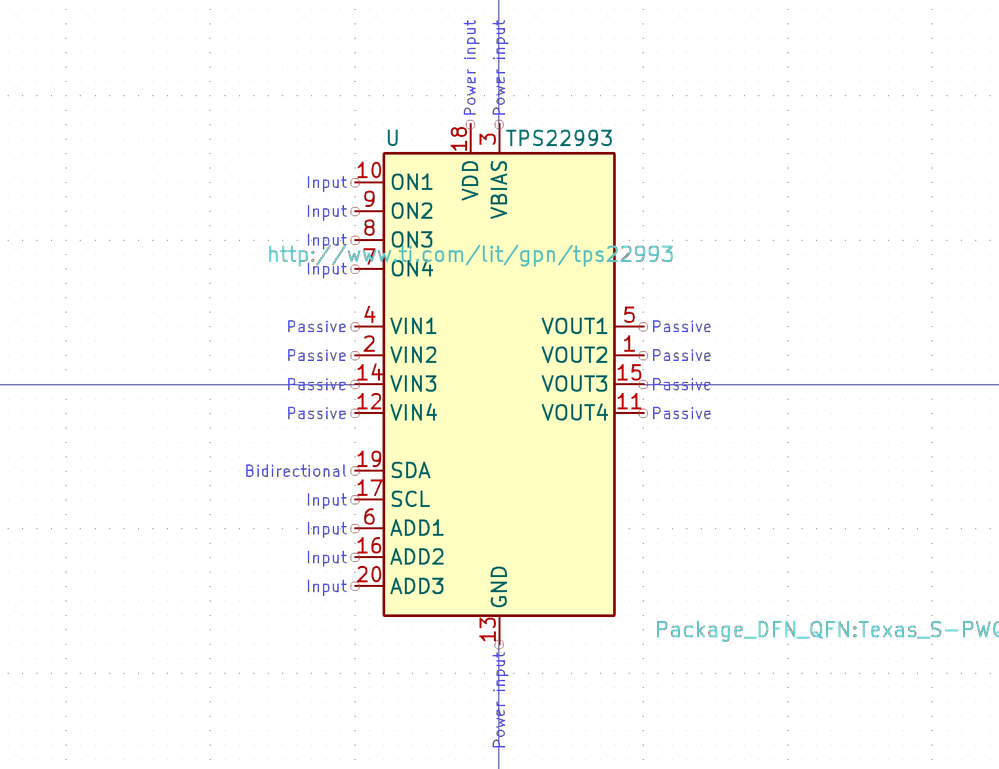 Power input
Power input
U
18
3
TPS22993
VDD
VBIAS
Input 10 ON1
Input 9 ON2
Input 8 ON3
http://www.ti.com/lit/gpn/tps22993
Input 7 ON4
Passive 4 VIN1 VOUT1 5 Passive
Passive 2 VIN2 VOUT2 1 Passive
Passive 14 VIN3 VOUT3 15 Passive
Passive 12 VIN4 VOUT4 11 Passive
Bidirectional 19 SDA
Input 17 SCL
Input 6 ADD1
Input 16 ADD2
Input 20 ADD3
GND
13
Package_DFN_QFN:Texas_S-PWQ
Power input